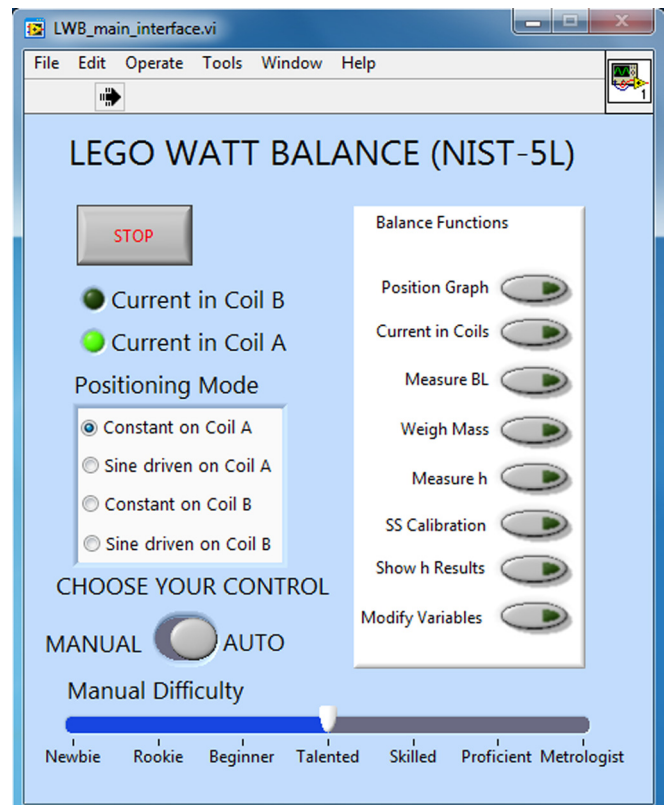 LWB_main_interface.vi
File Edit Operate Tools Window Help
1
LEGO WATT BALANCE (NIST-5L)
STOP
Current in Coil B
Current in Coil A
Positioning Mode
Constant on Coil A
Sine driven on Coil A
Constant on Coil B
Sine driven on Coil B
CHOOSE YOUR CONTROL
MANUAL AUTO
Balance Functions
Position Graph
Current in Coils
Measure BL
Weigh Mass
Measure h
SS Calibration
Show h Results
Modify Variables
Manual Difficulty
Newbie Rookie Beginner Talented Skilled Proficient Metrologist